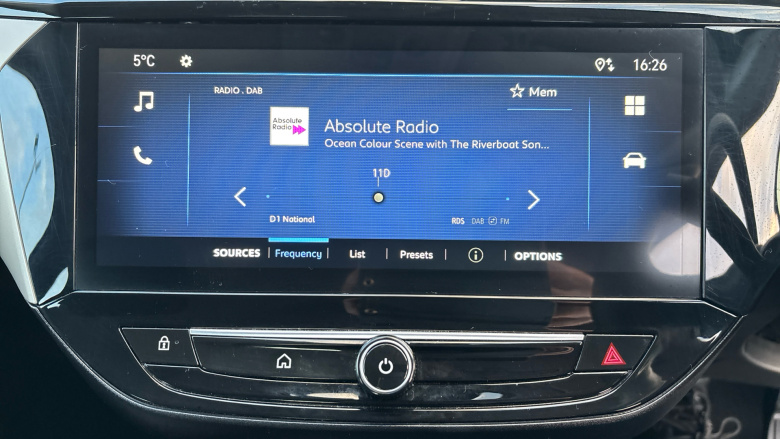 5°C
16:26
RADIO . DAB
Mem
Absolute
Radio
Absolute Radio
Ocean Colour Scene with The Riverboat Son...
11D
D1 National
RDS DAB FM
SOURCES Frequency List Presets OPTIONS